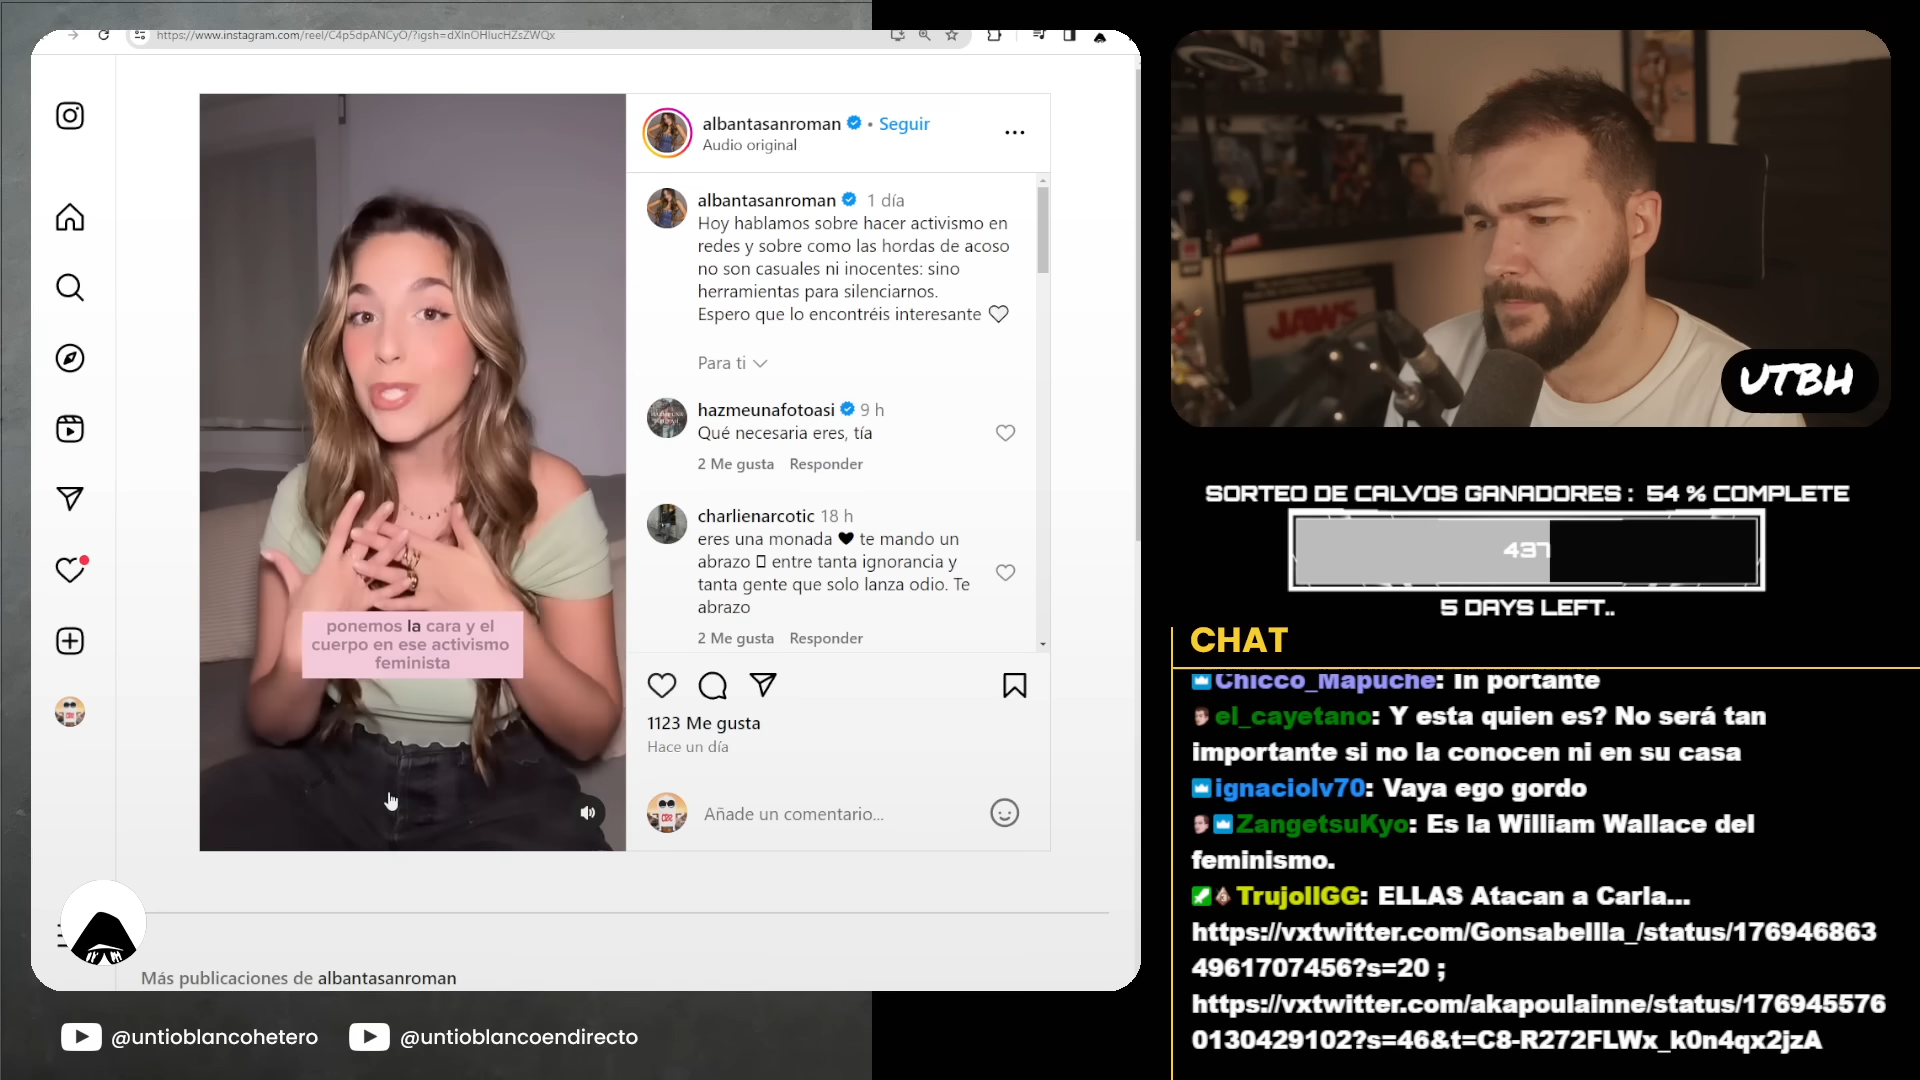 https://www.instagram.com/reel/C4p5dpANCyO/?igsh=dXlnOHlucHZsZWQx
albantasanroman • Seguir
Audio original
albantasanroman 1 día
Hoy hablamos sobre hacer activismo en
redes y sobre como las hordas de acoso
no son casuales ni inocentes: sino
herramientas para silenciarnos.
Espero que lo encontréis interesante
Para ti
hazmeunafotoasi 9 h
Qué necesaria eres, tía
2 Me gusta Responder
charlienarcotic 18 h
eres una monada 🖤 te mando un
abrazo entre tanta ignorancia y
tanta gente que solo lanza odio. Te
abrazo
2 Me gusta Responder
1123 Me gusta
Hace un día
Añade un comentario...
ponemos la cara y el
cuerpo en ese activismo
feminista
Más publicaciones de albantasanroman
@untioblancohetero @untioblancoendirecto
JAWS
UTBH
SORTEO DE CALVOS GANADORES : 54 % COMPLETE
437
5 DAYS LEFT..
CHAT
Chicco_Mapuche: In portante
el_cayetano: Y esta quien es? No será tan
importante si no la conocen ni en su casa
ignaciolv70: Vaya ego gordo
ZangetsuKyo: Es la William Wallace del
feminismo.
TrujollGG: ELLAS Atacan a Carla...
https://vxtwitter.com/Gonsabellla_/status/176946863
4961707456?s=20 ;
https://vxtwitter.com/akapoulainne/status/176945576
0130429102?s=46&t=C8-R272FLWx_k0n4qx2jzA